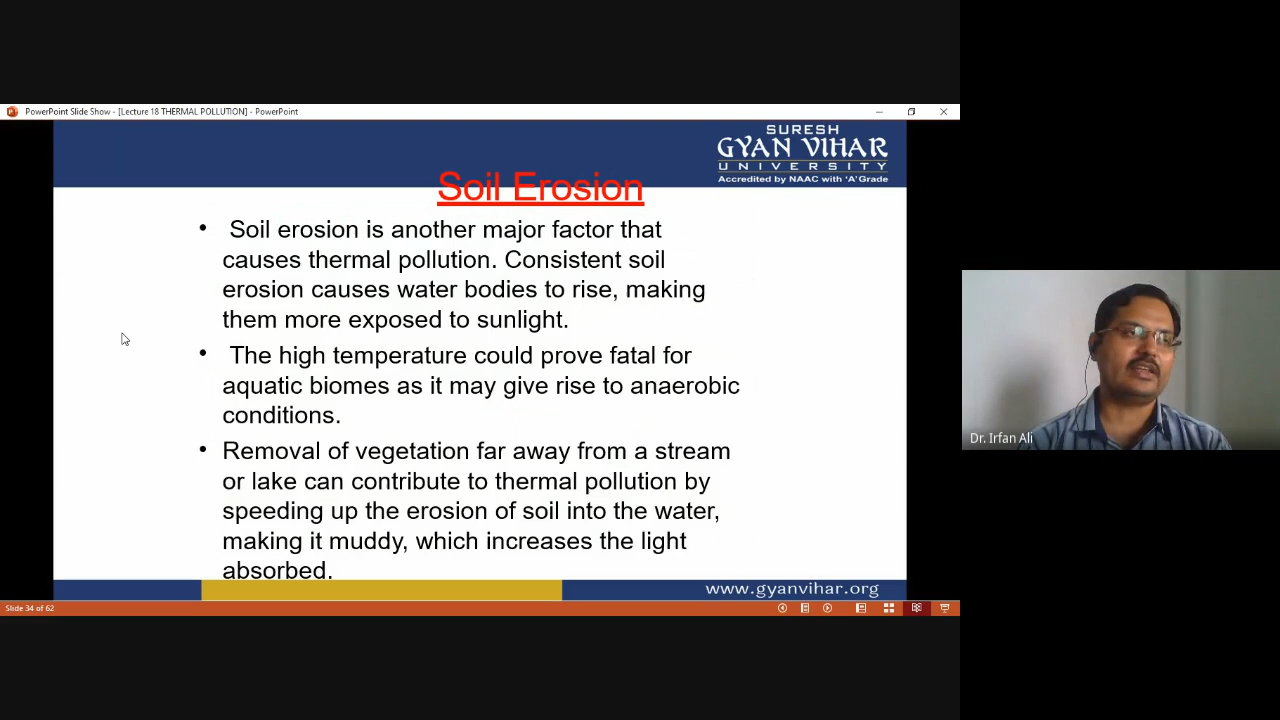 PowerPoint Slide Show - [Lecture 18 THERMAL POLLUTION] - PowerPoint
SURESH
GYAN VIHAR
UNIVERSITY
Accredited by NAAC with 'A' Grade
Soil Erosion
• Soil erosion is another major factor that
causes thermal pollution. Consistent soil
erosion causes water bodies to rise, making
them more exposed to sunlight.
• The high temperature could prove fatal for
aquatic biomes as it may give rise to anaerobic
conditions.
• Removal of vegetation far away from a stream
or lake can contribute to thermal pollution by
speeding up the erosion of soil into the water,
making it muddy, which increases the light
absorbed.
www.gyanvihar.org
Slide 34 of 62
Dr. Irfan Ali